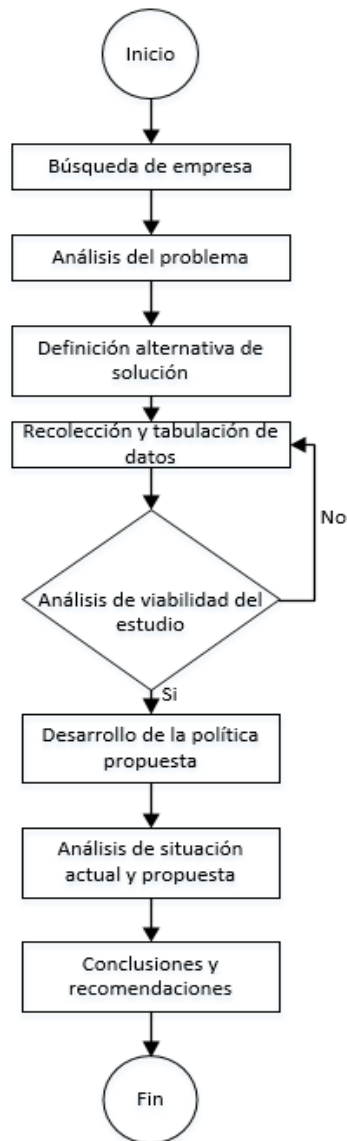 Inicio
Búsqueda de empresa
Análisis del problema
Definición alternativa de
solución
Recolección y tabulación de
datos
No
Análisis de viabilidad del
estudio
Si
Desarrollo de la política
propuesta
Análisis de situación
actual y propuesta
Conclusiones y
recomendaciones
Fin